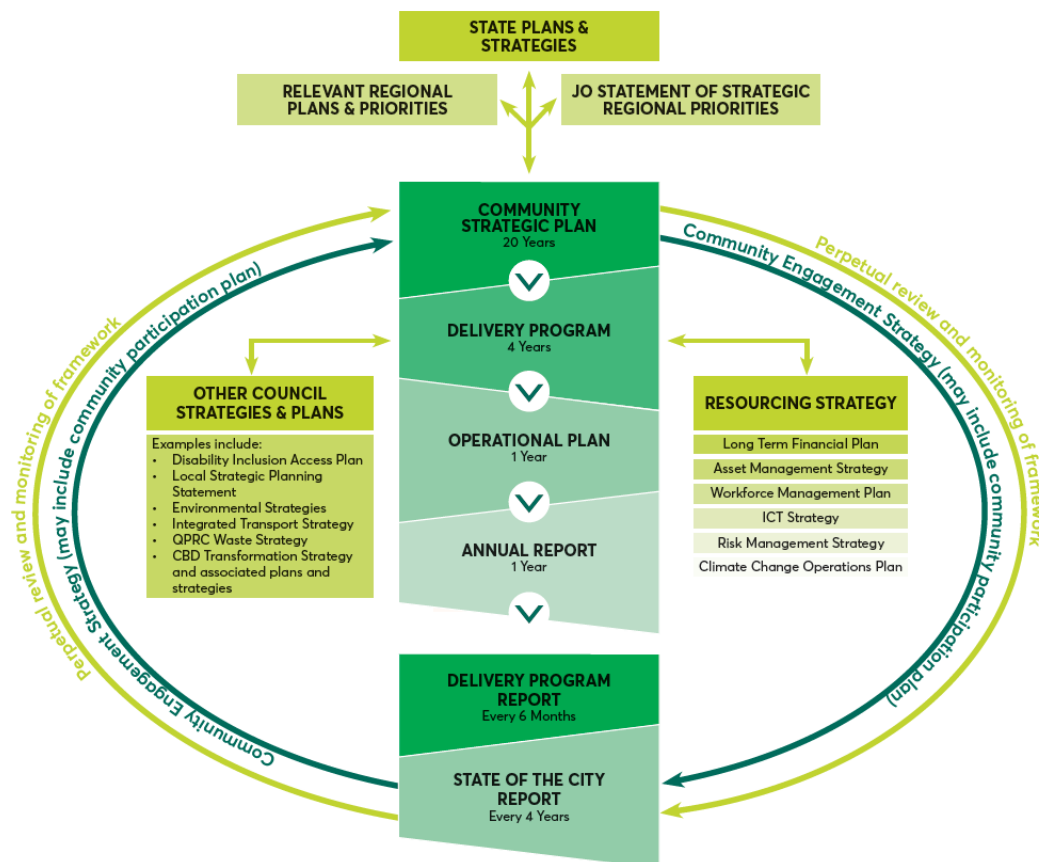 STATE PLANS &
STRATEGIES
RELEVANT REGIONAL
PLANS & PRIORITIES
JO STATEMENT OF STRATEGIC
REGIONAL PRIORITIES
COMMUNITY
STRATEGIC PLAN
20 Years
DELIVERY PROGRAM
4 Years
OTHER COUNCIL
STRATEGIES & PLANS
Examples include:
• Disability Inclusion Access Plan
• Local Strategic Planning
Statement
• Environmental Strategies
• Integrated Transport Strategy
• QPRC Waste Strategy
• CBD Transformation Strategy
and associated plans and
strategies
OPERATIONAL PLAN
1 Year
ANNUAL REPORT
1 Year
RESOURCING STRATEGY
Long Term Financial Plan
Asset Management Strategy
Workforce Management Plan
ICT Strategy
Risk Management Strategy
Climate Change Operations Plan
DELIVERY PROGRAM
REPORT
Every 6 Months
STATE OF THE CITY
REPORT
Every 4 Years
Perpetual review and monitoring of framework
Community Engagement Strategy (may include community participation plan)
Community Engagement Strategy (may include community participation plan)
Perpetual review and monitoring of framework